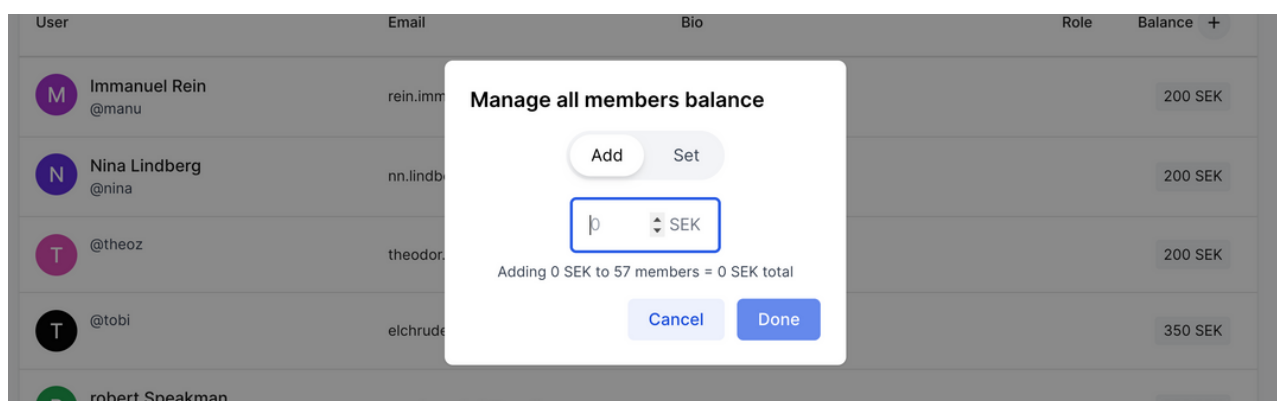 User Email Bio Role Balance +
M Immanuel Rein
@manu
rein.imm
200 SEK
N Nina Lindberg
@nina
nn.lindb
200 SEK
T @theoz
theodor.
200 SEK
T @tobi
elchrude
350 SEK
robert Speakman
Manage all members balance
Add Set
0 SEK
Adding 0 SEK to 57 members = 0 SEK total
Cancel Done